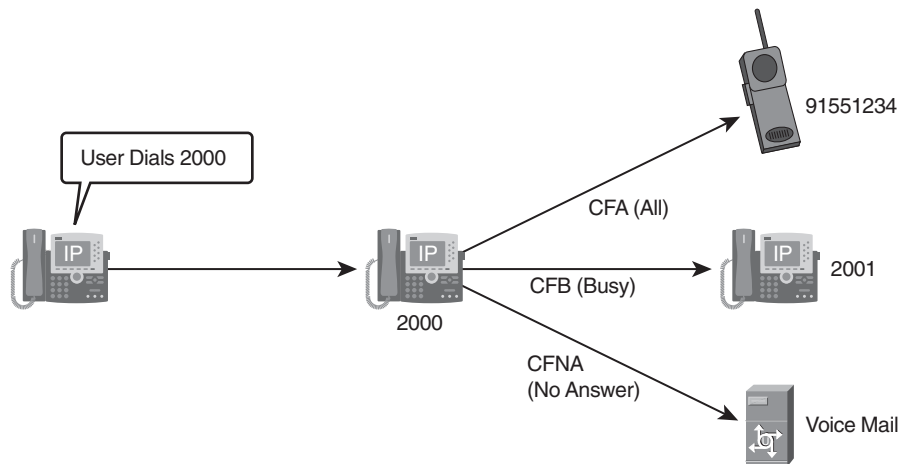 91551234
User Dials 2000
CFA (All)
IP
IP
IP
2001
CFB (Busy)
2000
CFNA
(No Answer)
Voice Mail